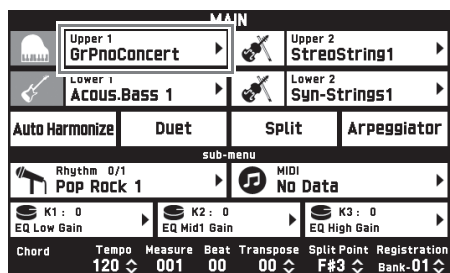 MAIN
Upper 1
GrPnoConcert
Upper 2
StreoString1
Lower 1
Acous.Bass 1
Lower 2
Syn-Strings1
Auto Harmonize Duet Split Arpeggiator
sub-menu
Rhythm 0/1
Pop Rock 1
MIDI
No Data
K1: 0
EQ Low Gain
K2: 0
EQ Mid1 Gain
K3: 0
EQ High Gain
Chord Tempo Measure Beat Transpose Split Point Registration
120 001 00 00 F#3 Bank-01